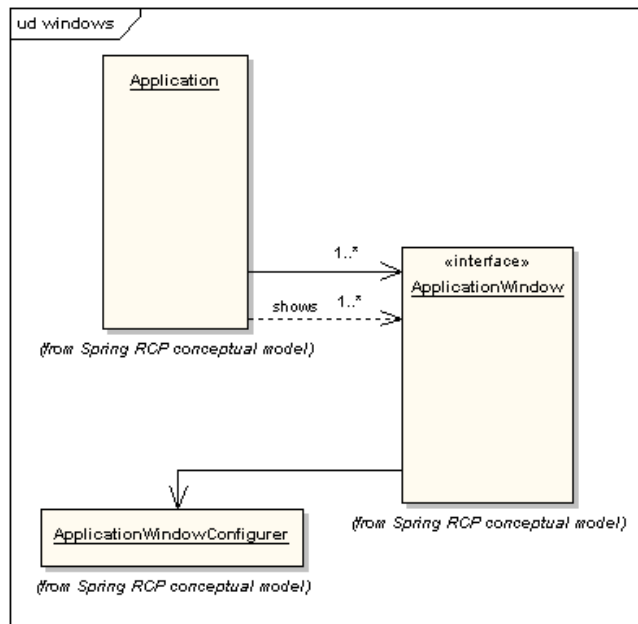 ud windows
Application
1..*
«interface»
ApplicationWindow
shows
1..*
(from Spring RCP conceptual model)
ApplicationWindowConfigurer
(from Spring RCP conceptual model)
(from Spring RCP conceptual model)